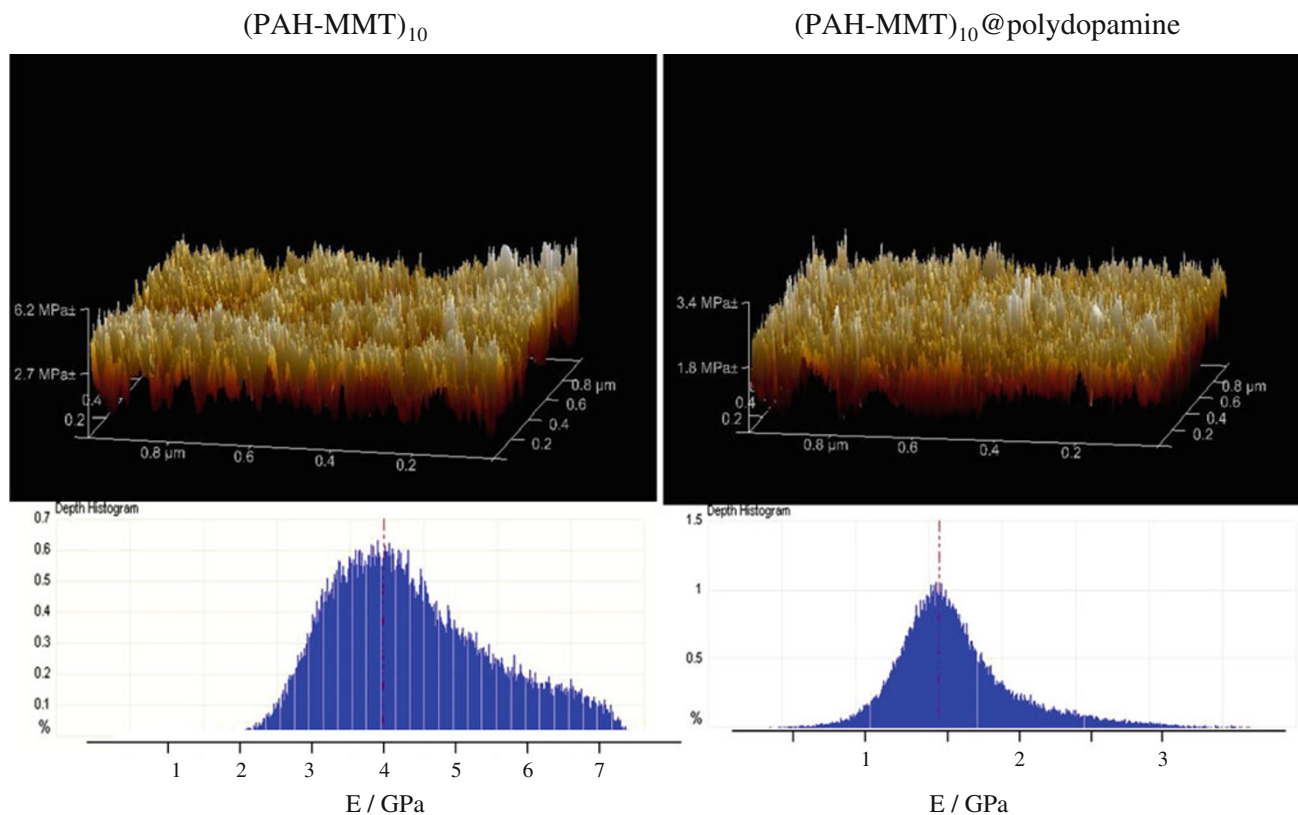 (PAH-MMT)10
(PAH-MMT)10@polydopamine
6.2 MPa±
2.7 MPa±
0.4
0.2
0.8 µm
0.6
0.4
0.2
0.8 µm
0.6
0.4
0.2
3.4 MPa±
1.8 MPa±
0.4
0.2
0.8 µm
0.6
0.4
0.2
0.8 µm
0.6
0.4
0.2
Depth Histogram
0.7
0.6
0.5
0.4
0.3
0.2
0.1
%
1 2 3 4 5 6 7
E / GPa
Depth Histogram
1.5
1
0.5
%
1 2 3
E / GPa